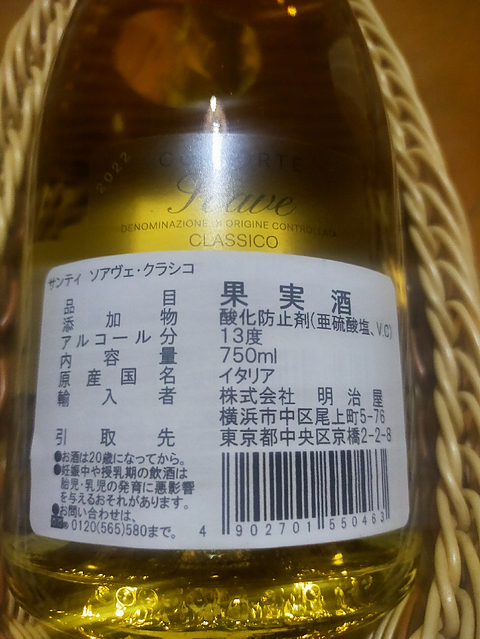 2022
Soave
DENOMINAZIONE DI ORIGINE CONTROLLATA
CLASSICO
サンティ ソアヴェ・クラシコ
品目 果実酒
添加物 酸化防止剤(亜硫酸塩、V.C)
アルコール分 13度
内容量 750ml
原産国名 イタリア
輸入者 株式会社 明治屋
横浜市中区尾上町5-76
引取先 東京都中央区京橋2-2-8
●お酒は20歳になってから。
●妊娠中や授乳期の飲酒は
胎児・乳児の発育に悪影響
を与えるおそれがあります。
●お問い合わせは、
0120(565)580まで。
4 902701 550463